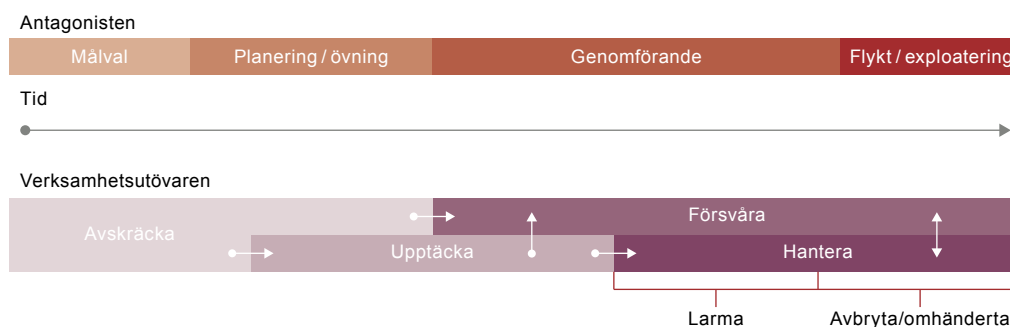 Antagonisten
Målval
Planering / övning
Genomförande
Flykt / exploatering
Tid
Verksamhetsutövaren
Avskräcka
Försvåra
Upptäcka
Hantera
Larma
Avbryta/omhänderta